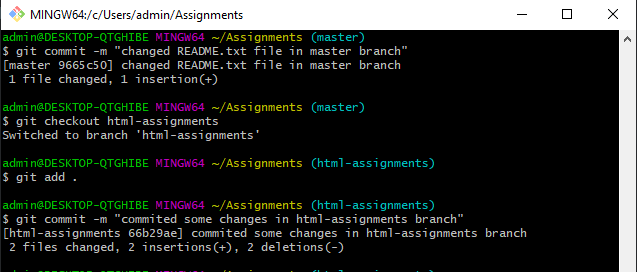 MINGW64:/c/Users/admin/Assignments
admin@DESKTOP-QTGHIBE MINGW64 ~/Assignments (master)
$ git commit -m "changed README.txt file in master branch"
[master 9665c50] changed README.txt file in master branch
 1 file changed, 1 insertion(+)
admin@DESKTOP-QTGHIBE MINGW64 ~/Assignments (master)
$ git checkout html-assignments
Switched to branch 'html-assignments'
admin@DESKTOP-QTGHIBE MINGW64 ~/Assignments (html-assignments)
$ git add .
admin@DESKTOP-QTGHIBE MINGW64 ~/Assignments (html-assignments)
$ git commit -m "commited some changes in html-assignments branch"
[html-assignments 66b29ae] commited some changes in html-assignments branch
 2 files changed, 2 insertions(+), 2 deletions(-)